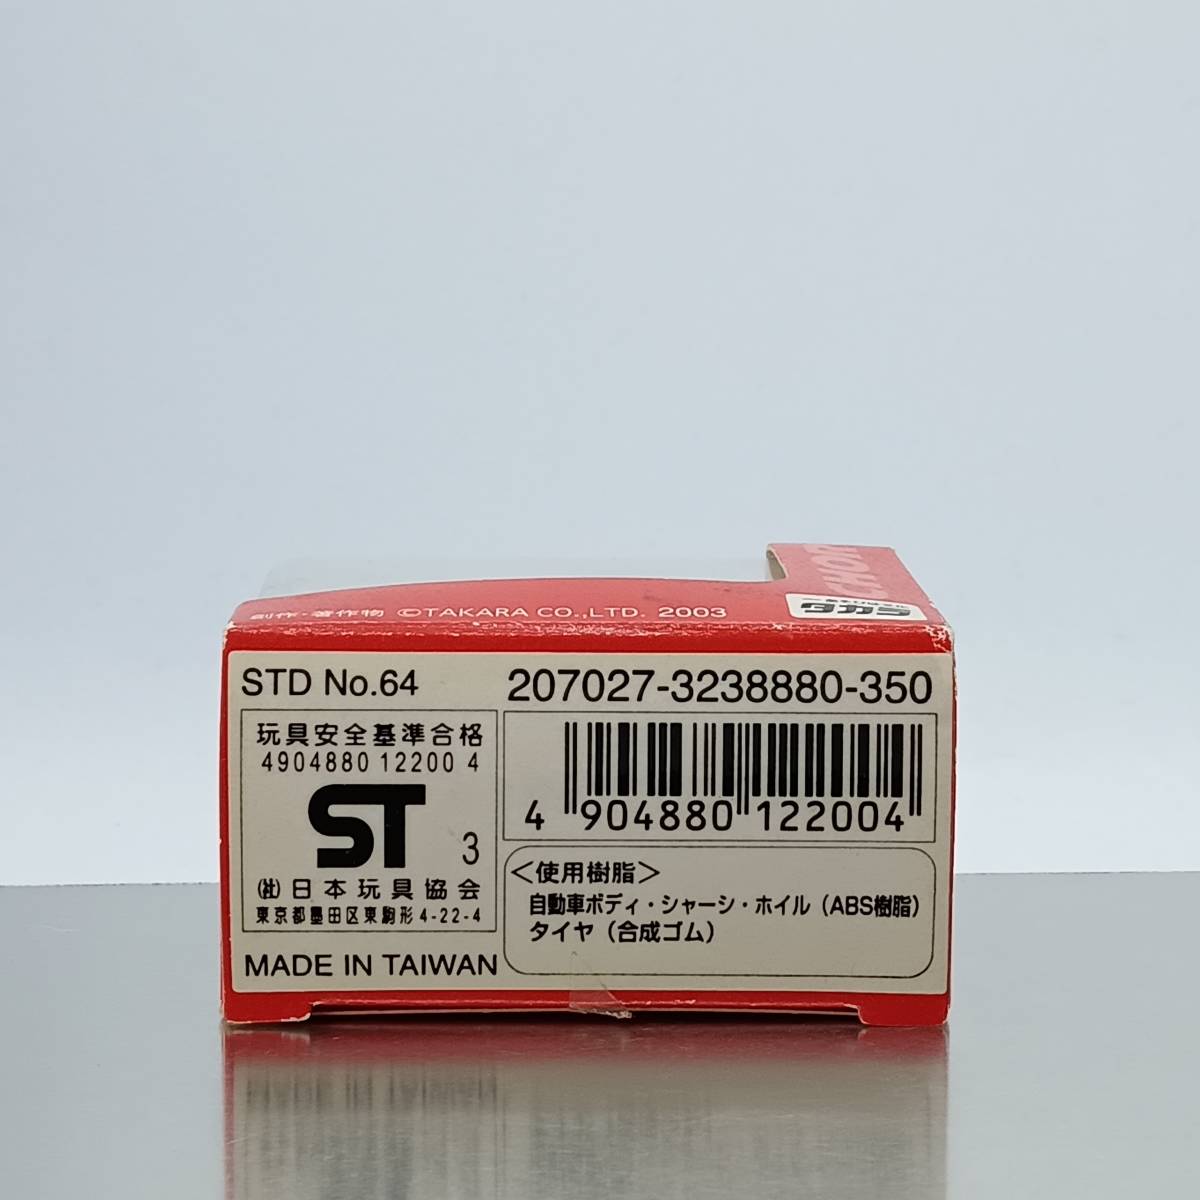 CHOR
創作・著作物 ©TAKARA CO.,LTD. 2003
タカラ
STD No.64
207027-3238880-350
玩具安全基準合格
4904880 12200 4
ST 3
(社)日本玩具協会
東京都墨田区東駒形4-22-4
MADE IN TAIWAN
4 904880 122004
<使用樹脂>
自動車ボディ・シャーシ・ホイル(ABS樹脂)
タイヤ(合成ゴム)